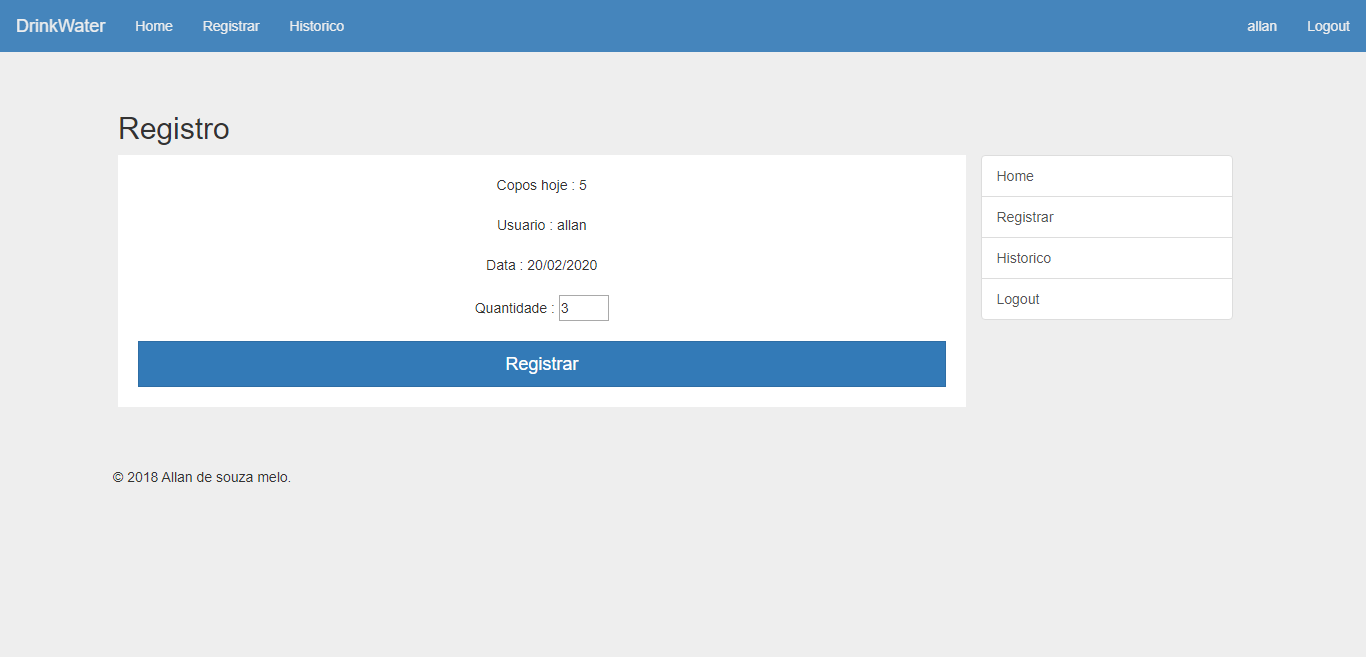 DrinkWater Home Registrar Historico allan Logout
Registro
Copos hoje : 5
Usuario : allan
Data : 20/02/2020
Quantidade : 3
Registrar
Home
Registrar
Historico
Logout
© 2018 Allan de souza melo.